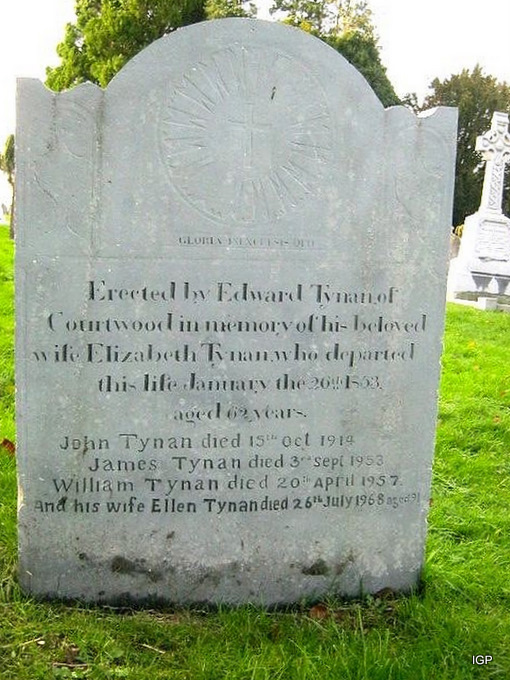 GLORIA IN EXCELSIS DEO
Erected by Edward Tynan, of
Courtwood in memory of his beloved
wife Elizabeth Tynan, who departed
this life January the 20th 1853,
aged 62 years.
John Tynan died 15th Oct 1914
James Tynan died 3rd Sept 1953
William Tynan died 20th April 1957.
And his wife Ellen Tynan died 26th July 1968 aged 91
IGP